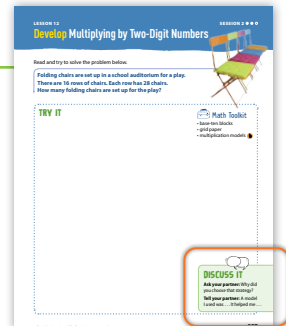 LESSON 12
SESSION 2 ● ● ●
Develop Multiplying by Two-Digit Numbers
Read and try to solve the problem below.
Folding chairs are set up in a school auditorium for a play.
There are 16 rows of chairs. Each row has 28 chairs.
How many folding chairs are set up for the play?
TRY IT
Math Toolkit
• base-ten blocks
• grid paper
• multiplication models
DISCUSS IT
Ask your partner: Why did
you choose that strategy?
Tell your partner: A model
I used was . . . It helped me . . .